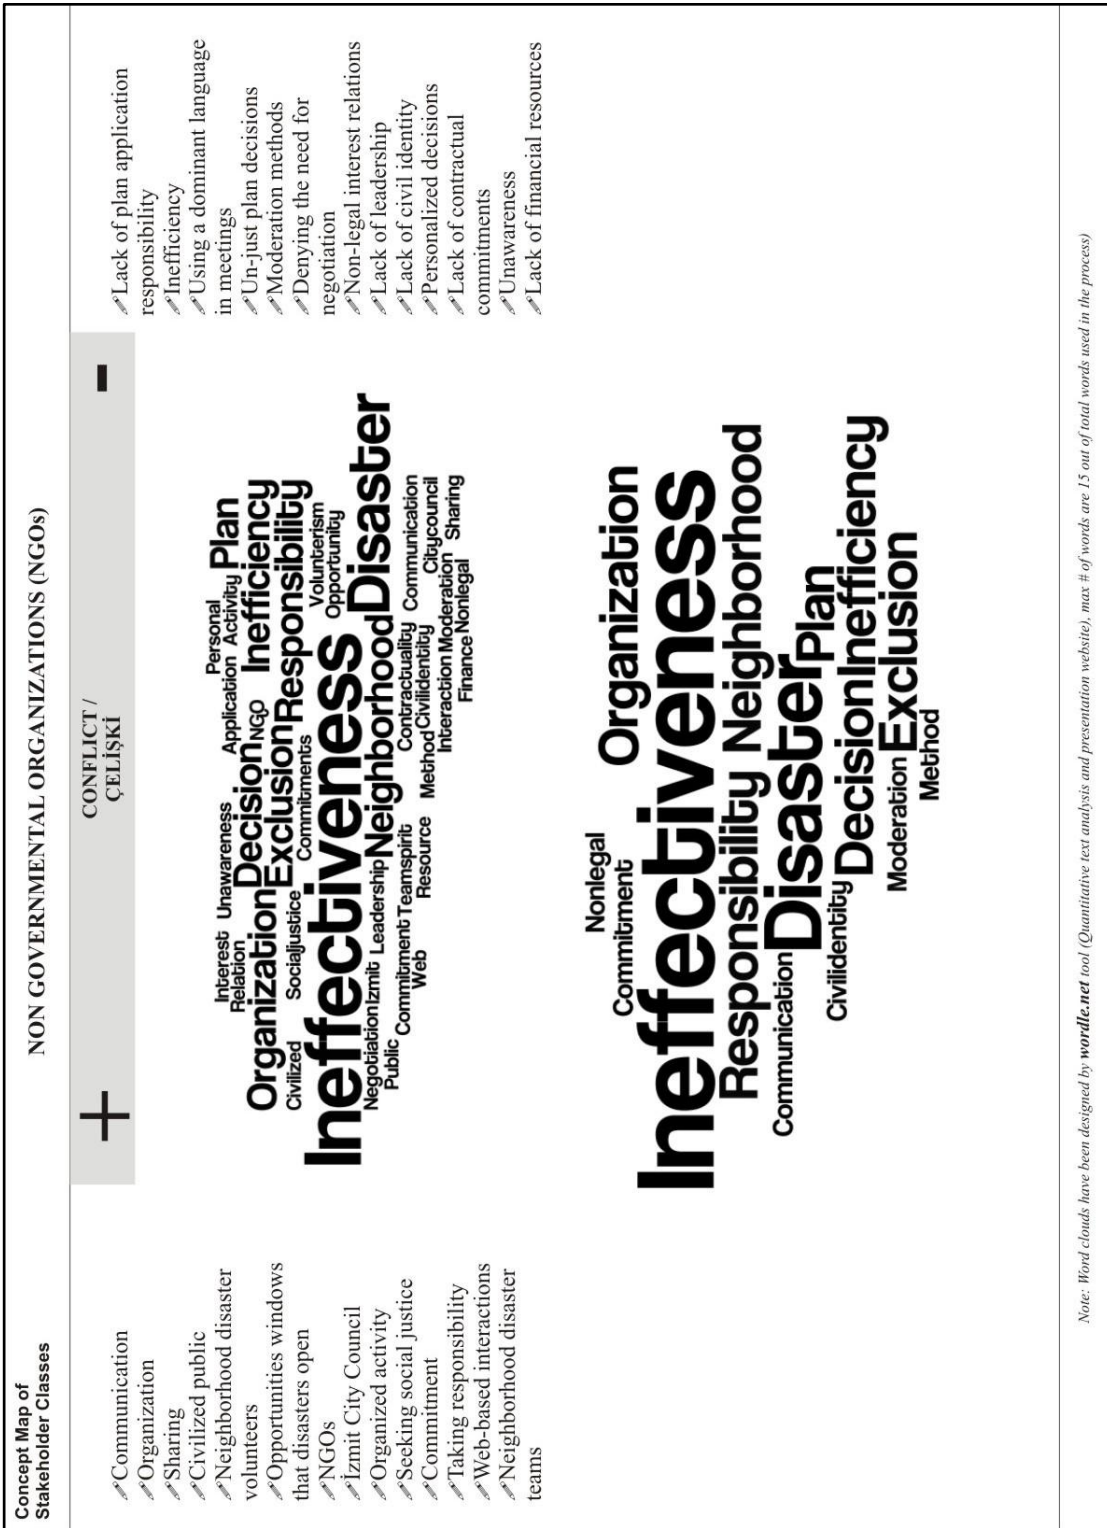 Concept Map of
Stakeholder Classes
NON GOVERNMENTAL ORGANIZATIONS (NGOs)
+
CONFLICT /
ÇELİŞKİ
-
Communication
Organization
Sharing
Civilized public
Neighborhood disaster
volunteers
Opportunities windows
that disasters open
NGOs
İzmit City Council
Organized activity
Seeking social justice
Commitment
Taking responsibility
Web-based interactions
Neighborhood disaster
teams
Personal
Application Activity Plan
Interest Unawareness
Relation
Decision NGO Inefficiency
Organization Exclusion Responsibility
Civilized Socialjustice Commitments
Volunterism
Opportunity
Ineffectiveness Disaster
Negotiation Izmit Leadership Neighborhood
Public Commitment Teamspirit Contractuality Communication
Web Resource Method Civilidentity Citycouncil
Interaction Moderation Sharing
Finance Nonlegal
Nonlegal
Commitment Organization
Ineffectiveness
Responsibility Neighborhood
Communication Disaster Plan
Civilidentity Decision Inefficiency
Moderation Exclusion
Method
Lack of plan application
responsibility
Inefficiency
Using a dominant language
in meetings
Un-just plan decisions
Moderation methods
Denying the need for
negotiation
Non-legal interest relations
Lack of leadership
Lack of civil identity
Personalized decisions
Lack of contractual
commitments
Unawareness
Lack of financial resources
Note: Word clouds have been designed by wordle.net tool (Quantitative text analysis and presentation website), max # of words are 15 out of total words used in the process)